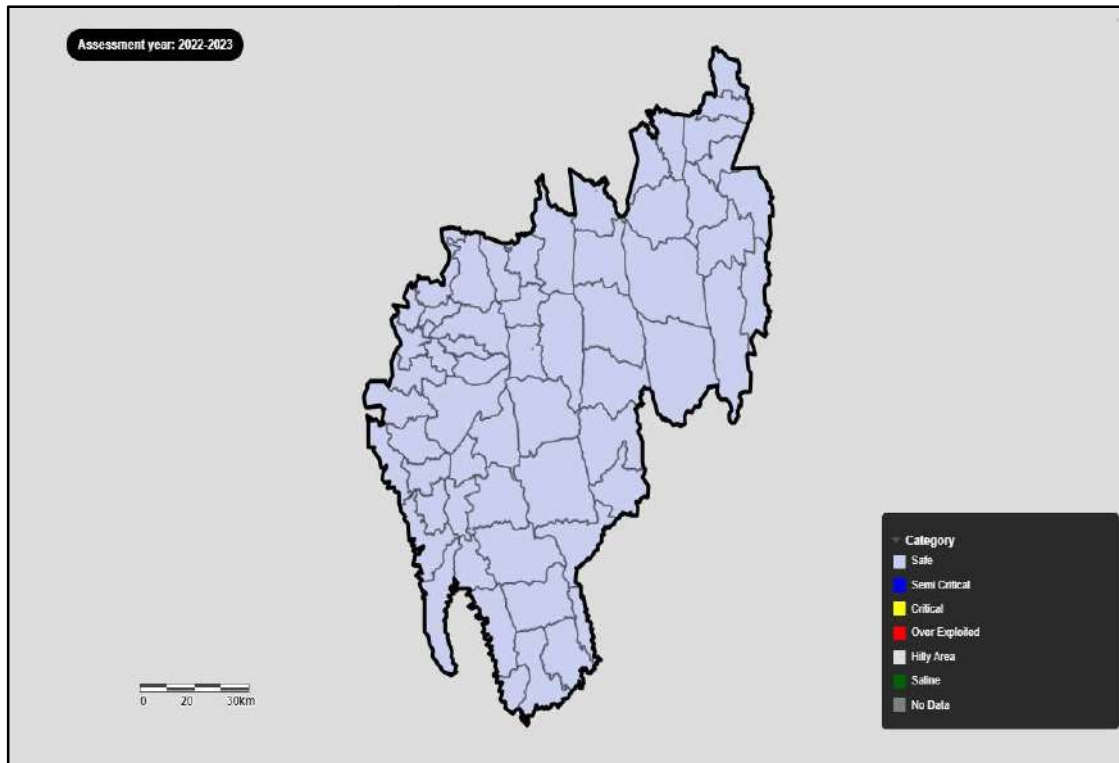 Assessment year: 2022-2023
Category
Safe
Semi Critical
Critical
Over Exploited
Hilly Area
Saline
No Data
0 20 30km